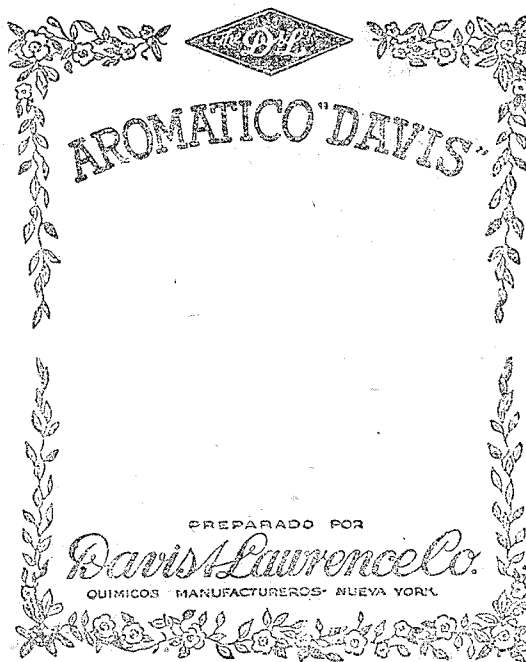 D&L
AROMATICO "DAVIS"
PREPARADO POR
Davis & Lawrence Co.
QUIMICOS MANUFACTUREROS - NUEVA YORK